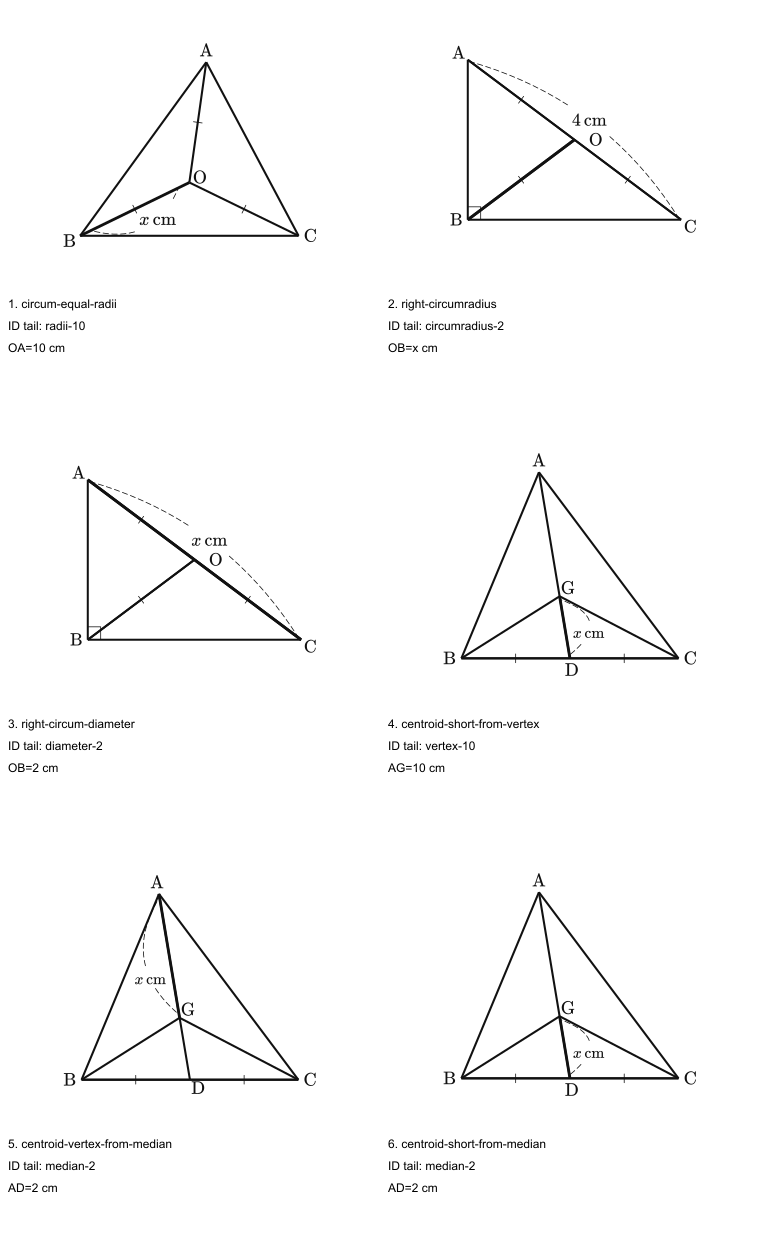 A
O
x cm
B
C
1. circum-equal-radii
ID tail: radii-10
OA=10 cm
A
4 cm
O
B
C
2. right-circumradius
ID tail: circumradius-2
OB=x cm
A
x cm
O
B
C
3. right-circum-diameter
ID tail: diameter-2
OB=2 cm
A
G
x cm
B
C
D
4. centroid-short-from-vertex
ID tail: vertex-10
AG=10 cm
A
x cm
G
B
C
D
5. centroid-vertex-from-median
ID tail: median-2
AD=2 cm
A
G
x cm
B
C
D
6. centroid-short-from-median
ID tail: median-2
AD=2 cm